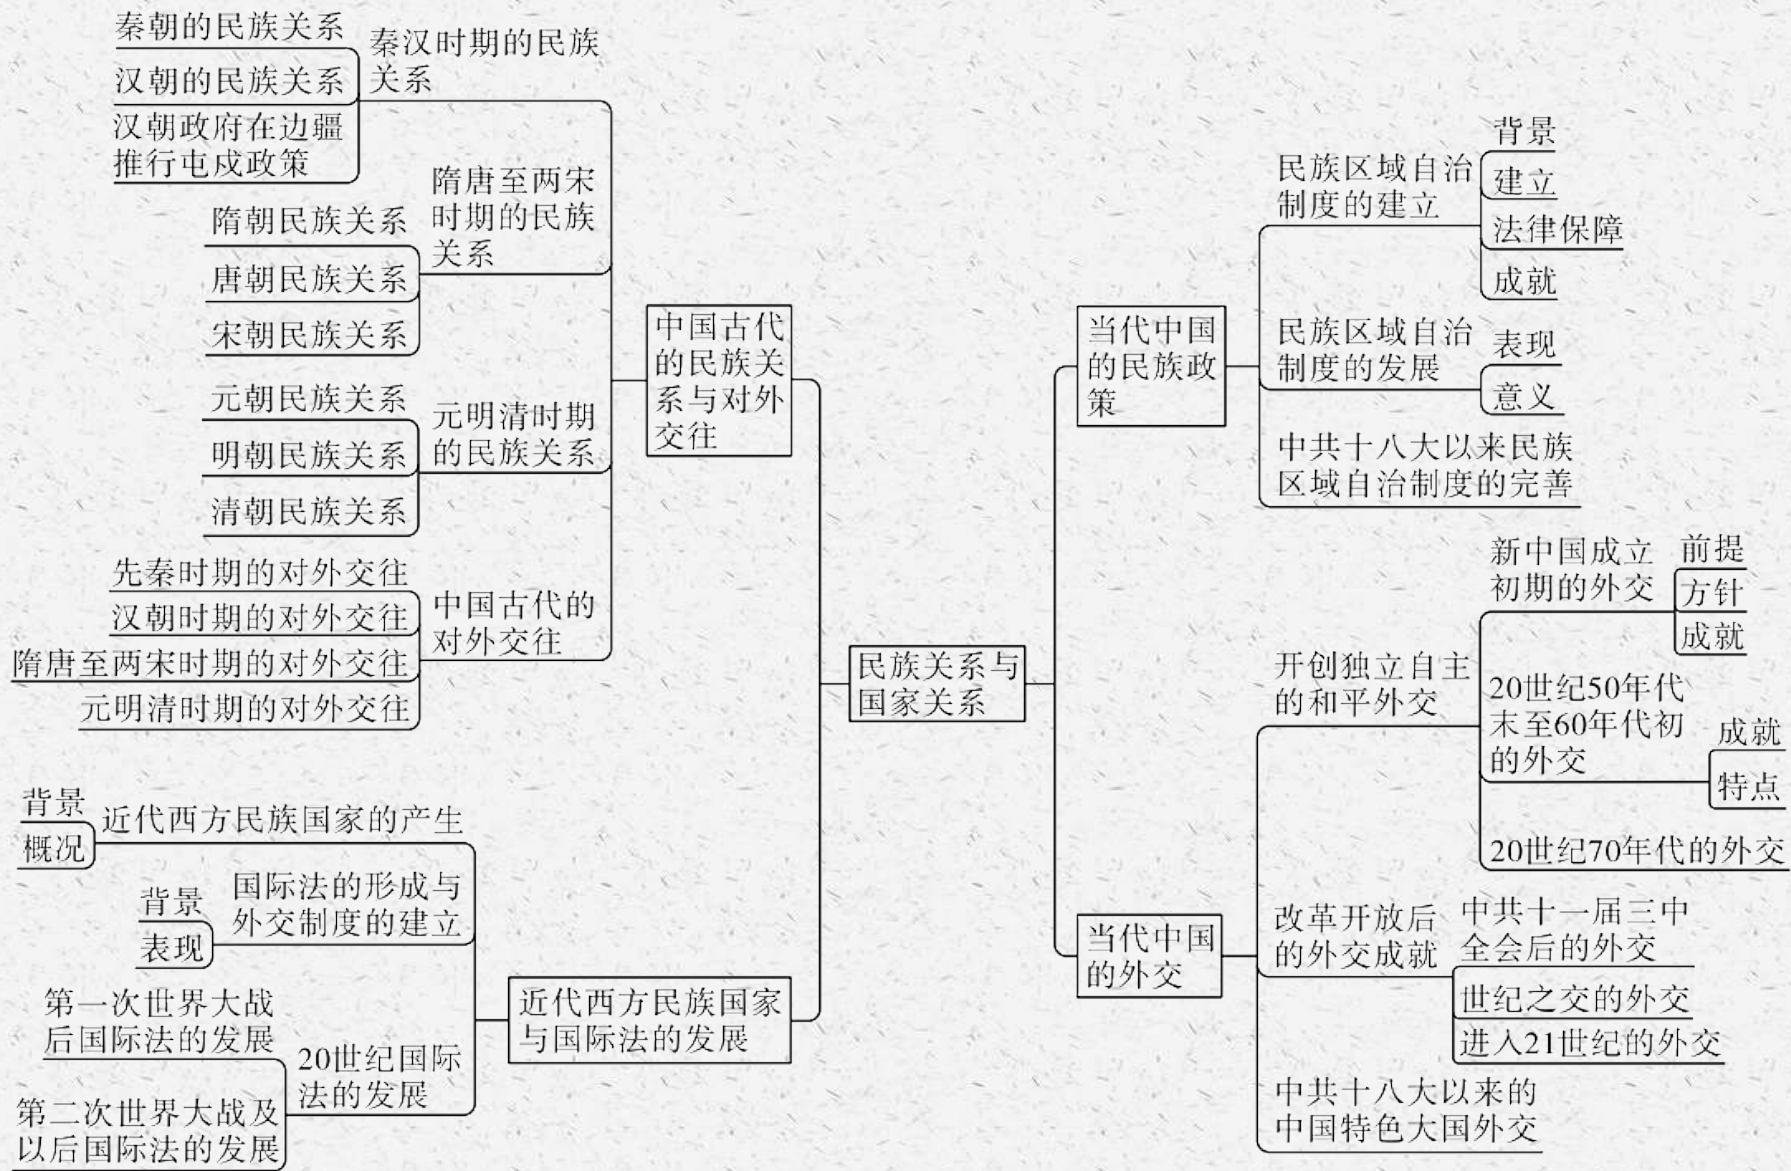 民族关系与
国家关系
中国古代
的民族关
系与对外
交往
秦汉时期的民族
关系
秦朝的民族关系
汉朝的民族关系
汉朝政府在边疆
推行屯戍政策
隋唐至两宋
时期的民族
关系
隋朝民族关系
唐朝民族关系
宋朝民族关系
元明清时期
的民族关系
元朝民族关系
明朝民族关系
清朝民族关系
中国古代的
对外交往
先秦时期的对外交往
汉朝时期的对外交往
隋唐至两宋时期的对外交往
元明清时期的对外交往
近代西方民族国家
与国际法的发展
近代西方民族国家的产生
背景
概况
国际法的形成与
外交制度的建立
背景
表现
20世纪国际
法的发展
第一次世界大战
后国际法的发展
第二次世界大战及
以后国际法的发展
当代中国
的民族政
策
民族区域自治
制度的建立
背景
建立
法律保障
成就
民族区域自治
制度的发展
表现
意义
中共十八大以来民族
区域自治制度的完善
当代中国
的外交
开创独立自主
的和平外交
新中国成立
初期的外交
前提
方针
成就
20世纪50年代
末至60年代初
的外交
成就
特点
20世纪70年代的外交
改革开放后
的外交成就
中共十一届三中
全会后的外交
世纪之交的外交
进入21世纪的外交
中共十八大以来的
中国特色大国外交